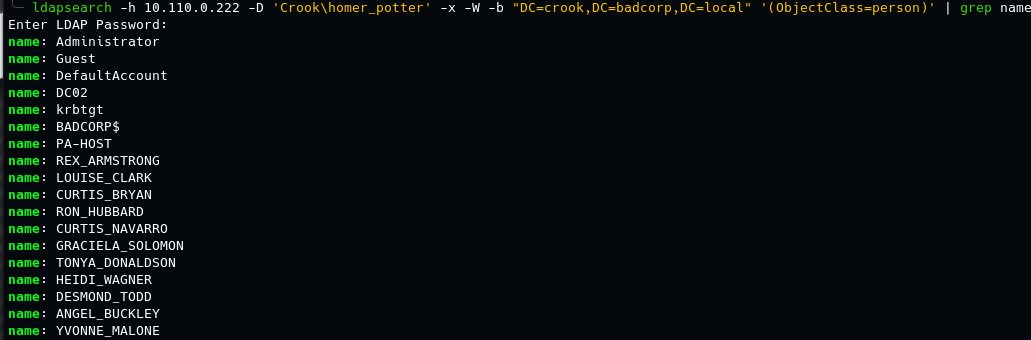 ldapsearch -h 10.110.0.222 -D 'Crook\homer_potter' -x -W -b "DC=crook,DC=badcorp,DC=local" '(ObjectClass=person)' | grep name
Enter LDAP Password:
name: Administrator
name: Guest
name: DefaultAccount
name: DC02
name: krbtgt
name: BADCORP$
name: PA-HOST
name: REX_ARMSTRONG
name: LOUISE_CLARK
name: CURTIS_BRYAN
name: RON_HUBBARD
name: CURTIS_NAVARRO
name: GRACIELA_SOLOMON
name: TONYA_DONALDSON
name: HEIDI_WAGNER
name: DESMOND_TODD
name: ANGEL_BUCKLEY
name: YVONNE_MALONE